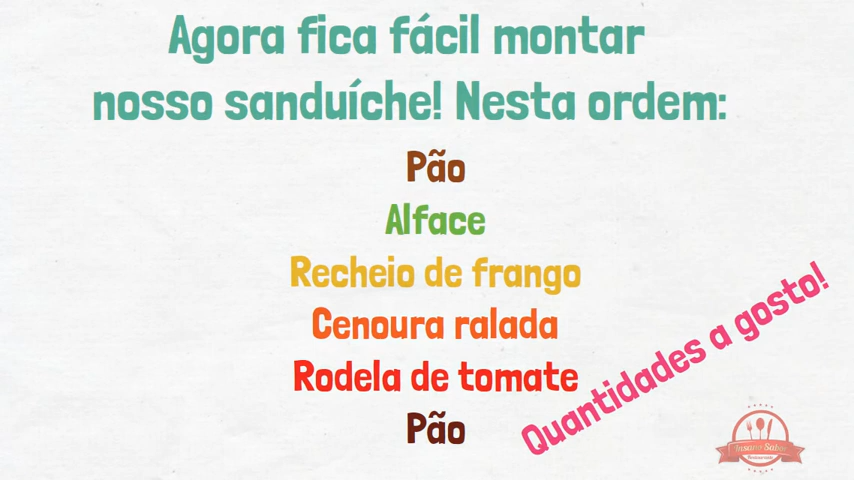 Agora fica fácil montar
nosso sanduíche! Nesta ordem:
Pão
Alface
Recheio de frango
Cenoura ralada
Rodela de tomate
Pão
Quantidades a gosto!